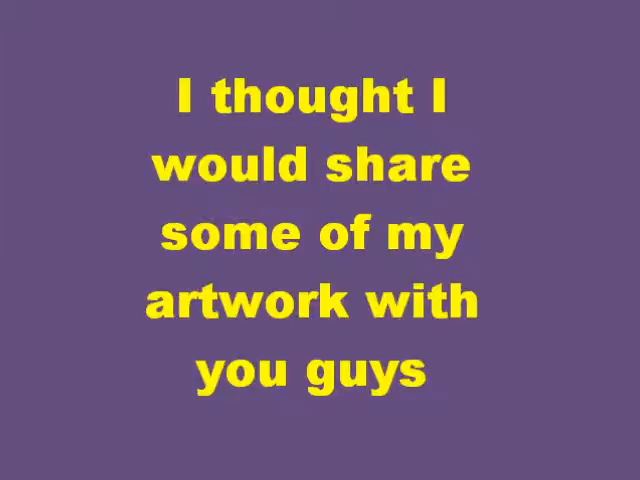 I thought I
would share
some of my
artwork with
you guys